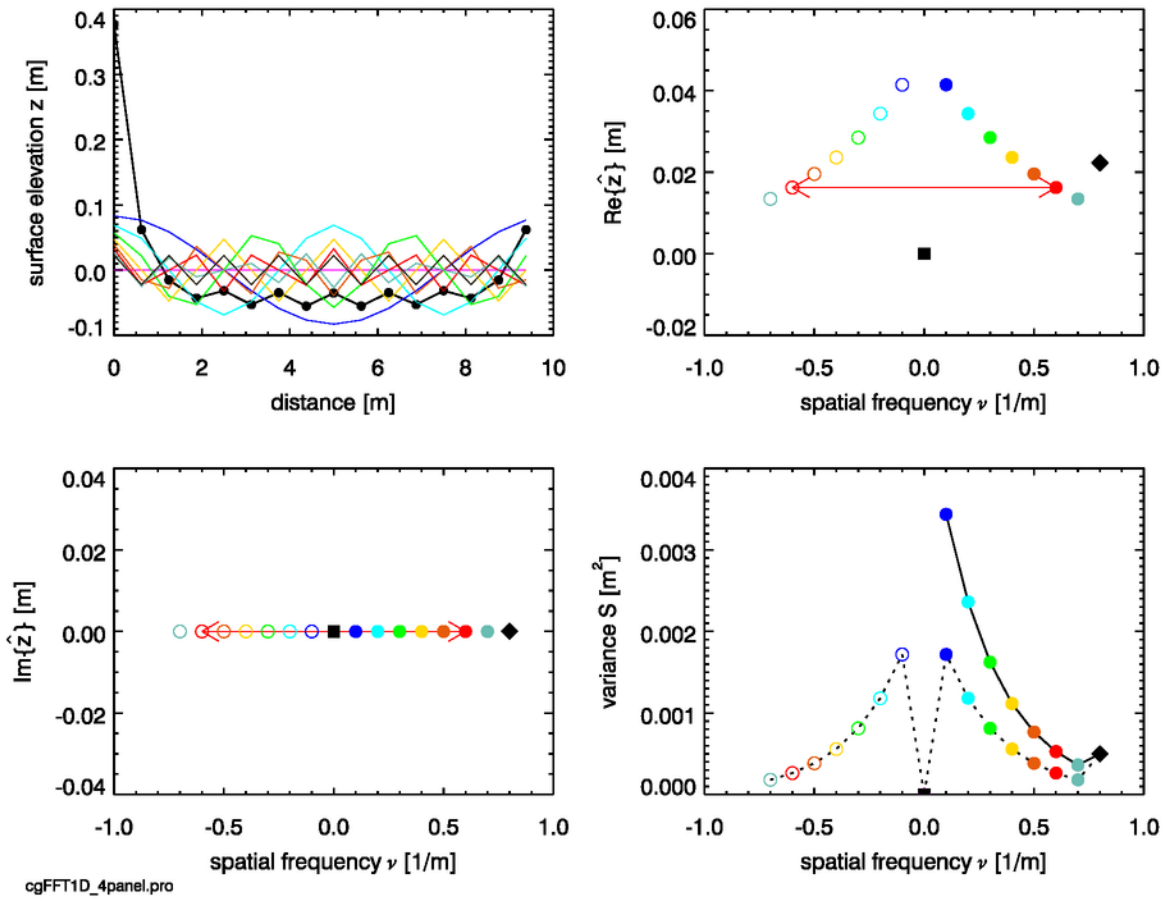 0.4
0.3
0.2
0.1
0.0
-0.1
surface elevation z [m]
0 2 4 6 8 10
distance [m]
0.06
0.04
0.02
0.00
-0.02
Re{ẑ} [m]
-1.0 -0.5 0.0 0.5 1.0
spatial frequency ν [1/m]
0.04
0.02
0.00
-0.02
-0.04
Im{ẑ} [m]
-1.0 -0.5 0.0 0.5 1.0
spatial frequency ν [1/m]
0.004
0.003
0.002
0.001
0.000
variance S [m²]
-1.0 -0.5 0.0 0.5 1.0
spatial frequency ν [1/m]
cgFFT1D_4panel.pro